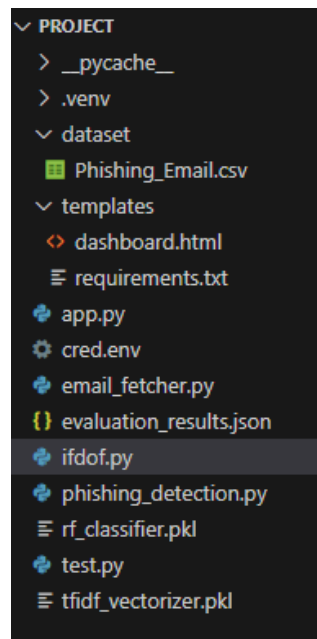 PROJECT
__pycache__
.venv
dataset
Phishing_Email.csv
templates
dashboard.html
requirements.txt
app.py
cred.env
email_fetcher.py
evaluation_results.json
ifdof.py
phishing_detection.py
rf_classifier.pkl
test.py
tfidf_vectorizer.pkl